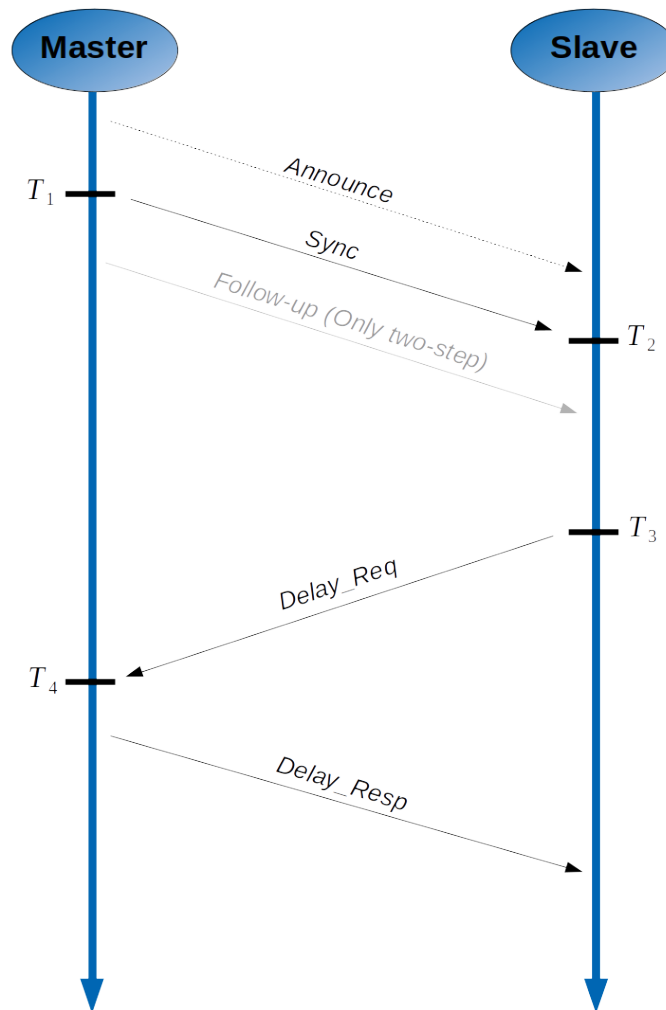 Master
Slave
Announce
T1
Sync
Follow-up (Only two-step)
T2
T3
Delay_Req
T4
Delay_Resp